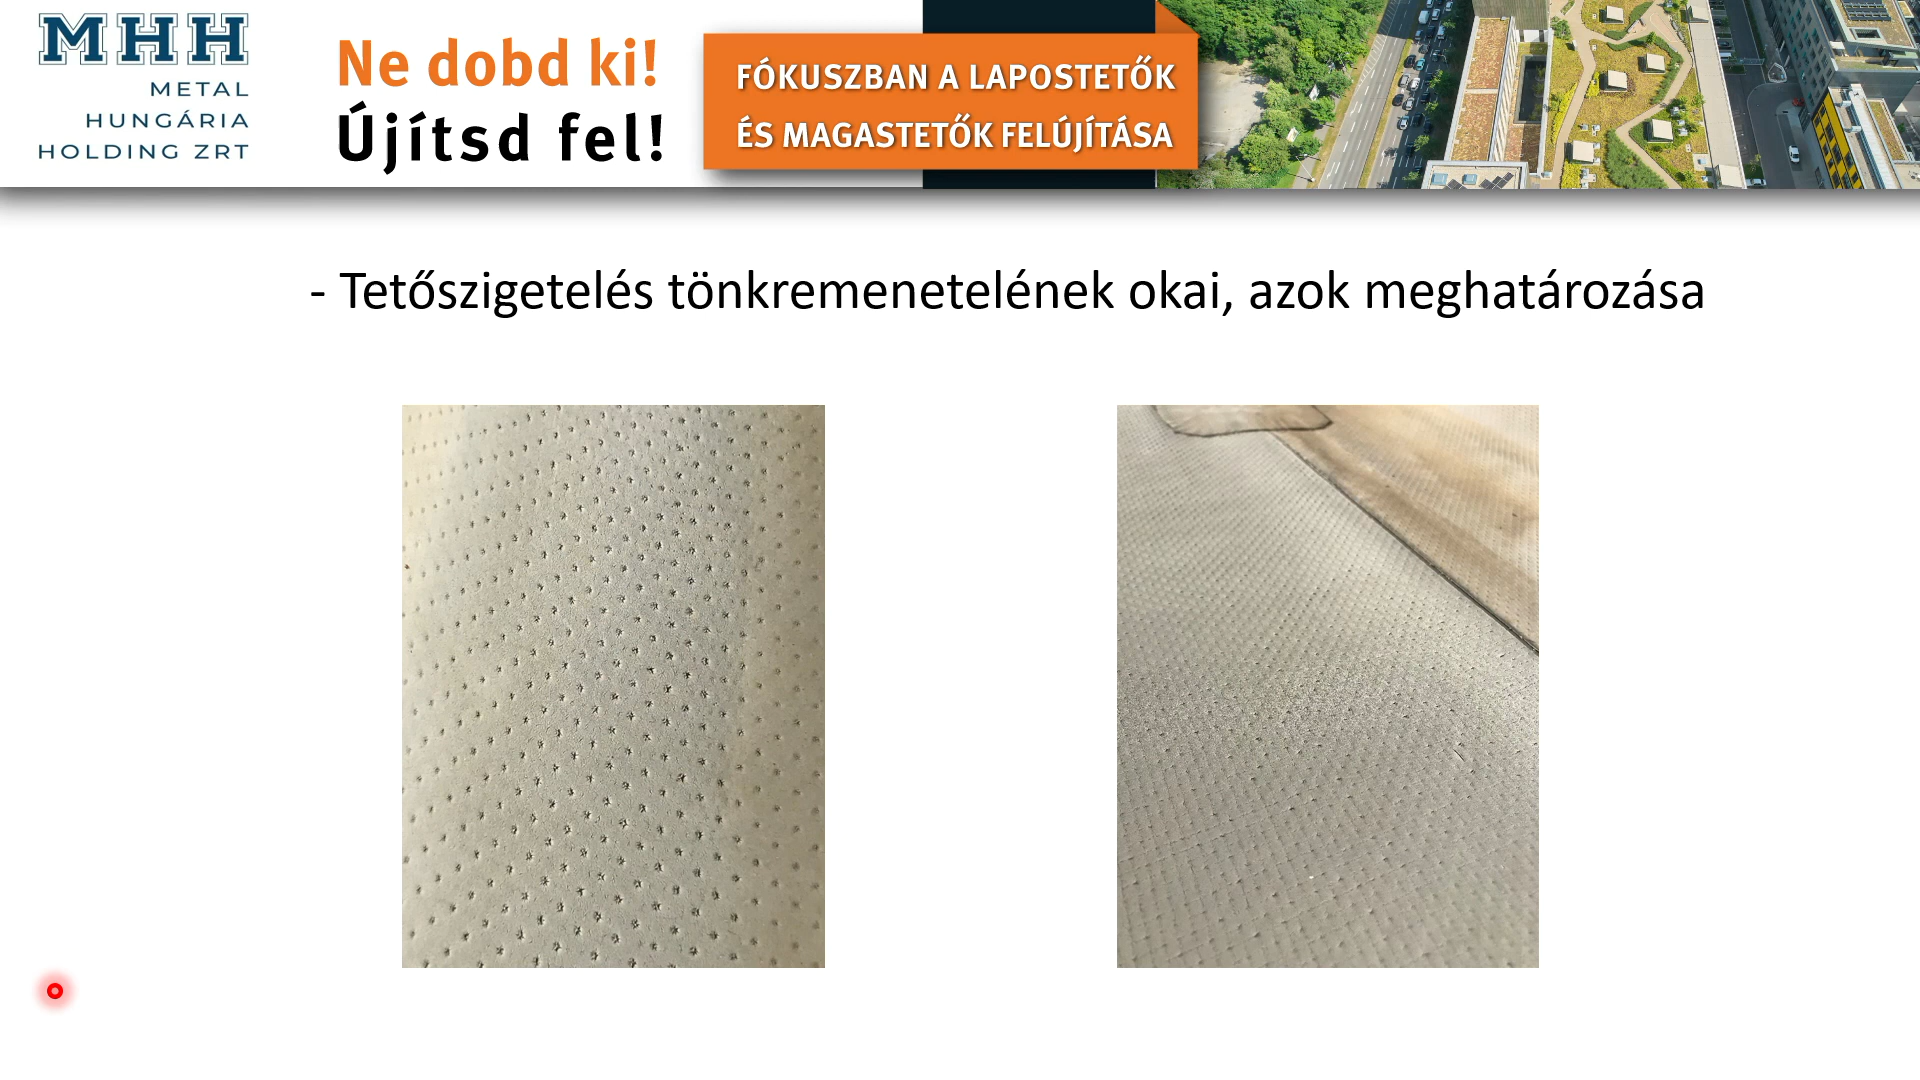 MHH
METAL
HUNGÁRIA
HOLDING ZRT
Ne dobd ki!
Újítsd fel!
FÓKUSZBAN A LAPOSTETŐK
ÉS MAGASTETŐK FELÚJÍTÁSA
- Tetőszigetelés tönkremenetelének okai, azok meghatározása